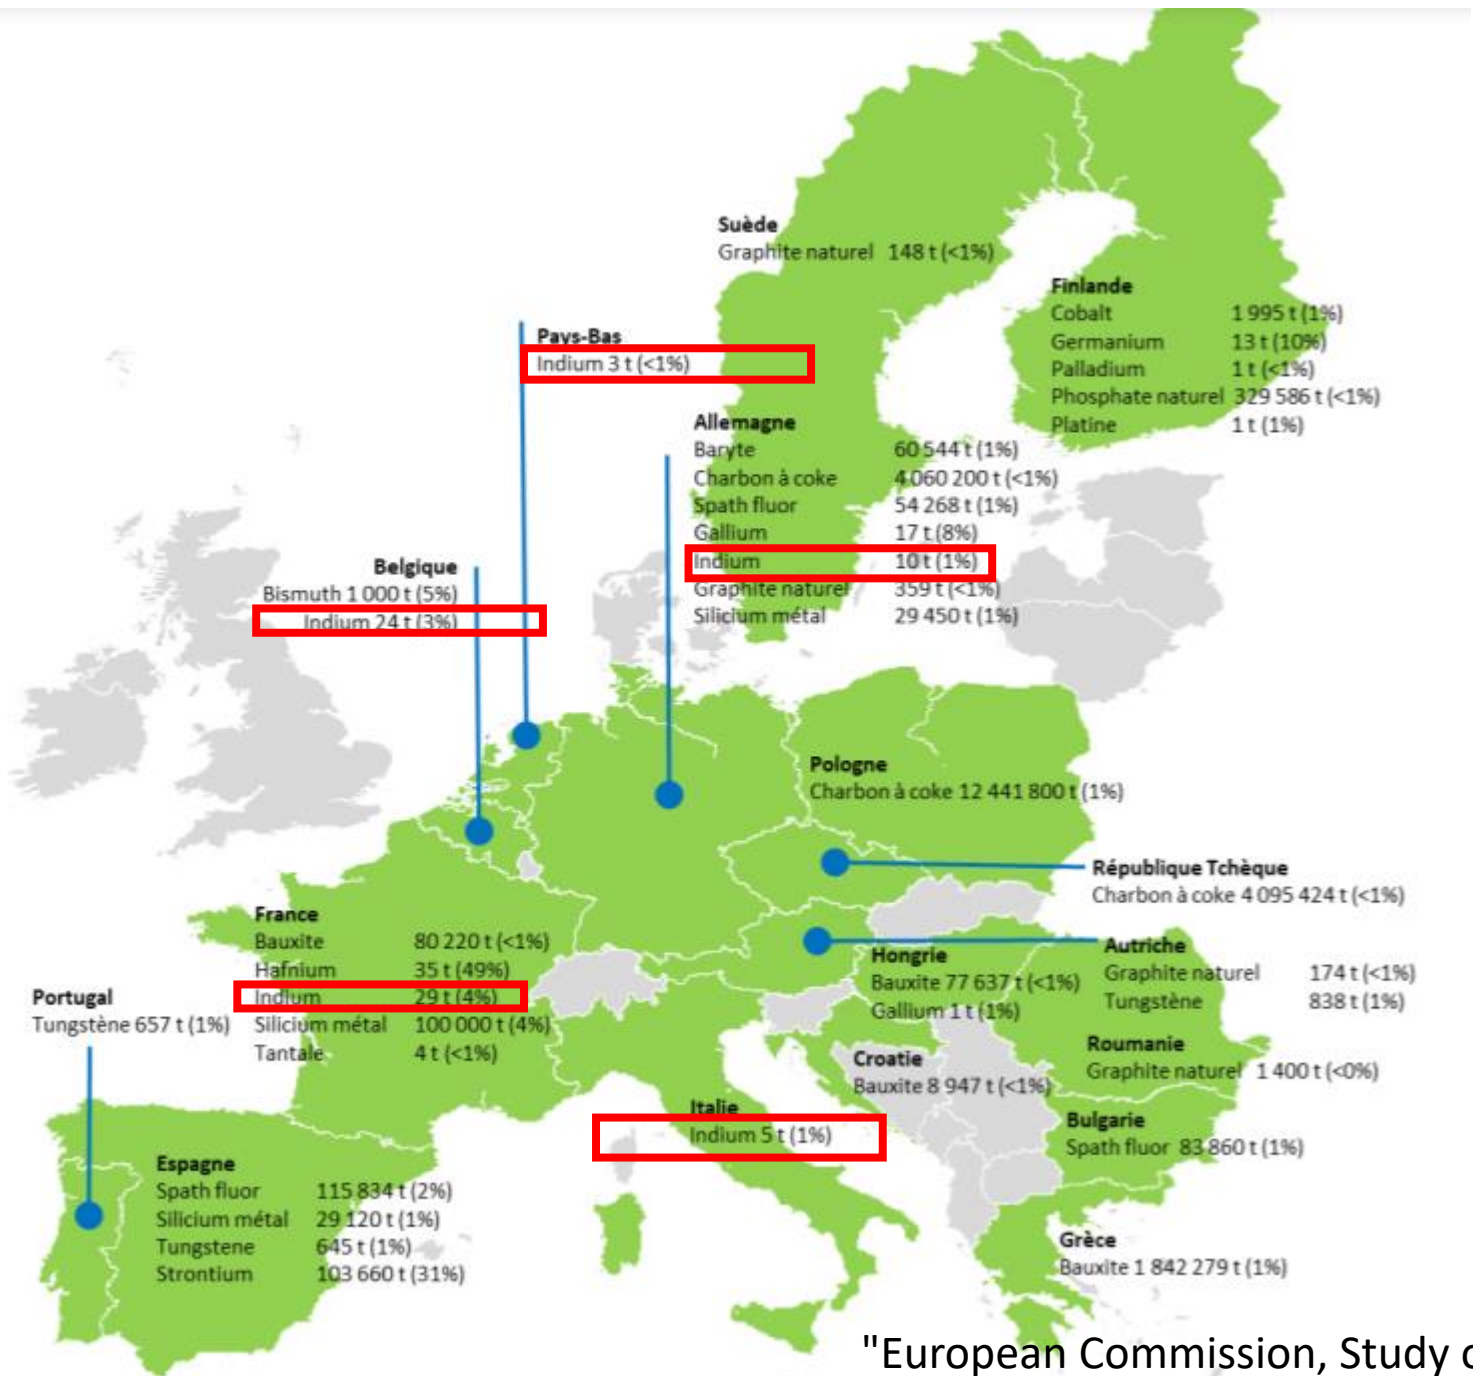 Suède
Graphite naturel 148 t (<1%)
Finlande
Cobalt 1 995 t (1%)
Germanium 13 t (10%)
Palladium 1 t (<1%)
Phosphate naturel 329 586 t (<1%)
Platine 1 t (1%)
Pays-Bas
Indium 3 t (<1%)
Allemagne
Baryte 60 544 t (1%)
Charbon à coke 4 060 200 t (<1%)
Spath fluor 54 268 t (1%)
Gallium 17 t (8%)
Indium 10 t (1%)
Graphite naturel 359 t (<1%)
Silicium métal 29 450 t (1%)
Belgique
Bismuth 1 000 t (5%)
Indium 24 t (3%)
Pologne
Charbon à coke 12 441 800 t (1%)
République Tchèque
Charbon à coke 4 095 424 t (<1%)
France
Bauxite 80 220 t (<1%)
Hafnium 35 t (49%)
Indium 29 t (4%)
Silicium métal 100 000 t (4%)
Tantale 4 t (<1%)
Hongrie
Bauxite 77 637 t (<1%)
Gallium 1 t (1%)
Autriche
Graphite naturel 174 t (<1%)
Tungstène 838 t (1%)
Portugal
Tungstène 657 t (1%)
Roumanie
Graphite naturel 1 400 t (<0%)
Croatie
Bauxite 8 947 t (<1%)
Italie
Indium 5 t (1%)
Bulgarie
Spath fluor 83 860 t (1%)
Espagne
Spath fluor 115 834 t (2%)
Silicium métal 29 120 t (1%)
Tungstene 645 t (1%)
Strontium 103 660 t (31%)
Grèce
Bauxite 1 842 279 t (1%)
"European Commission, Study